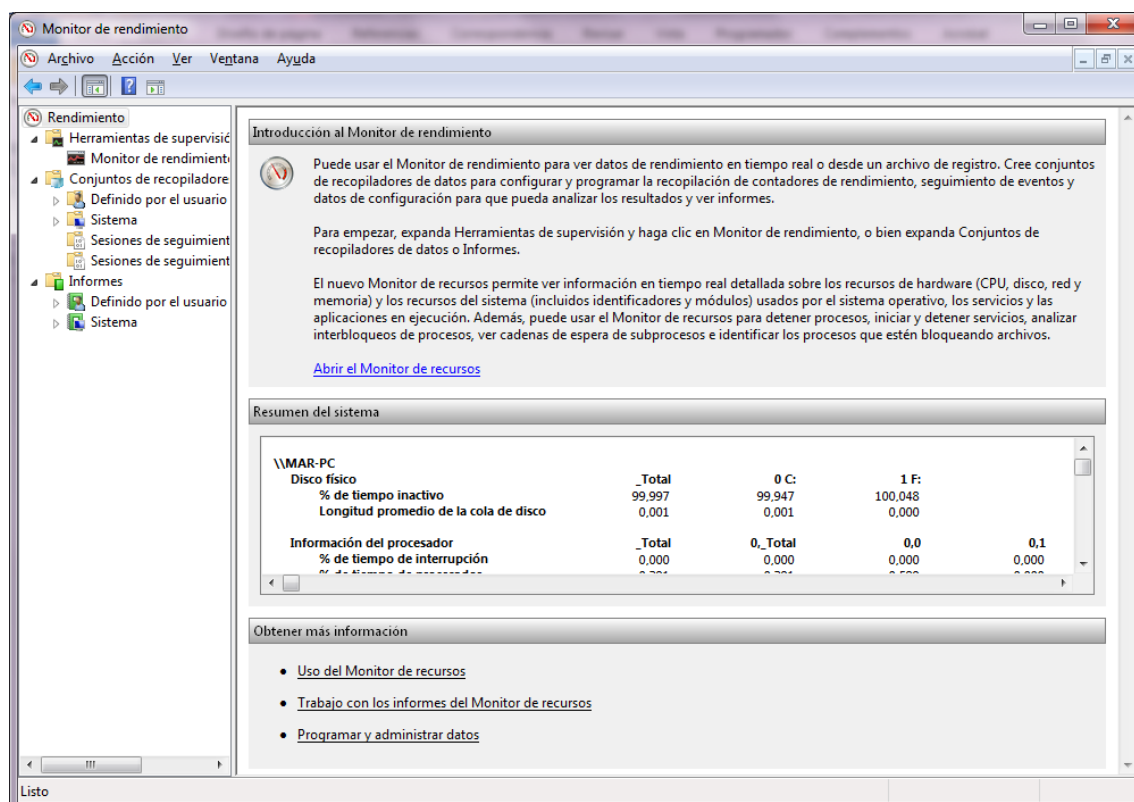 Monitor de rendimiento
Archivo Acción Ver Ventana Ayuda
Rendimiento
Herramientas de supervisió
Monitor de rendimient
Conjuntos de recopiladore
Definido por el usuario
Sistema
Sesiones de seguimient
Sesiones de seguimient
Informes
Definido por el usuario
Sistema
Introducción al Monitor de rendimiento
Puede usar el Monitor de rendimiento para ver datos de rendimiento en tiempo real o desde un archivo de registro. Cree conjuntos
de recopiladores de datos para configurar y programar la recopilación de contadores de rendimiento, seguimiento de eventos y
datos de configuración para que pueda analizar los resultados y ver informes.
Para empezar, expanda Herramientas de supervisión y haga clic en Monitor de rendimiento, o bien expanda Conjuntos de
recopiladores de datos o Informes.
El nuevo Monitor de recursos permite ver información en tiempo real detallada sobre los recursos de hardware (CPU, disco, red y
memoria) y los recursos del sistema (incluidos identificadores y módulos) usados por el sistema operativo, los servicios y las
aplicaciones en ejecución. Además, puede usar el Monitor de recursos para detener procesos, iniciar y detener servicios, analizar
interbloqueos de procesos, ver cadenas de espera de subprocesos e identificar los procesos que estén bloqueando archivos.
Abrir el Monitor de recursos
Resumen del sistema
\\MAR-PC
Disco físico _Total 0 C: 1 F:
% de tiempo inactivo 99,997 99,947 100,048
Longitud promedio de la cola de disco 0,001 0,001 0,000
Información del procesador _Total 0,_Total 0,0 0,1
% de tiempo de interrupción 0,000 0,000 0,000 0,000
Obtener más información
Uso del Monitor de recursos
Trabajo con los informes del Monitor de recursos
Programar y administrar datos
Listo